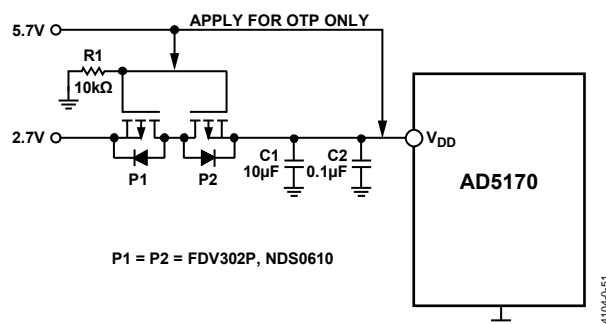 APPLY FOR OTP ONLY
5.7V
R1
10kΩ
2.7V
P1
P2
C1
10µF
C2
0.1µF
VDD
AD5170
P1 = P2 = FDV302P, NDS0610